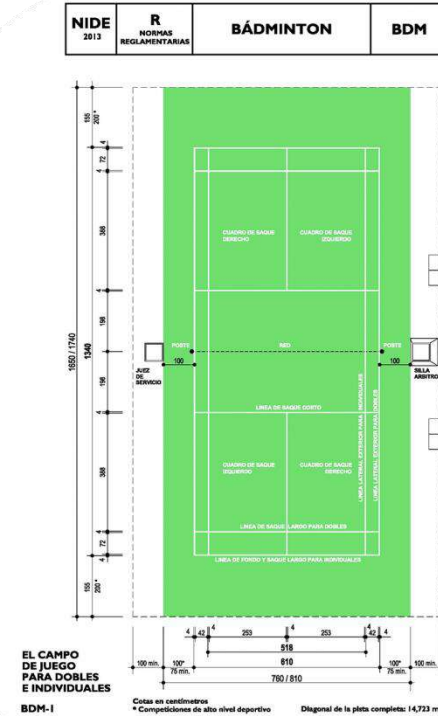 NIDE
2013
R
NORMAS
REGLAMENTARIAS
BÁDMINTON
BDM
155
200*
4
72
4
CUADRO DE SAQUE
DERECHO
CUADRO DE SAQUE
IZQUIERDO
4
198
POSTE
RED
POSTE
1650 / 1740
1340
100
100
JUEZ
DE
SERVICIO
SILLA
ARBITRO
198
4
LINEA DE SAQUE CORTO
LINEA LATERAL EXTERIOR PARA INDIVIDUALES
LINEA LATERAL EXTERIOR PARA DOBLES
CUADRO DE SAQUE
IZQUIERDO
CUADRO DE SAQUE
DERECHO
LINEA DE SAQUE LARGO PARA DOBLES
4
72
4
LINEA DE FONDO Y SAQUE LARGO PARA INDIVIDUALES
155
200*
4 42 253 4 253 42 4
518
100 min. 100* 610 100* 100 min.
75 min. 75 min.
760 / 810
EL CAMPO
DE JUEGO
PARA DOBLES
E INDIVIDUALES
BDM-1
Cotas en centímetros
* Competiciones de alto nivel deportivo
Diagonal de la pista completa: 14,723 m